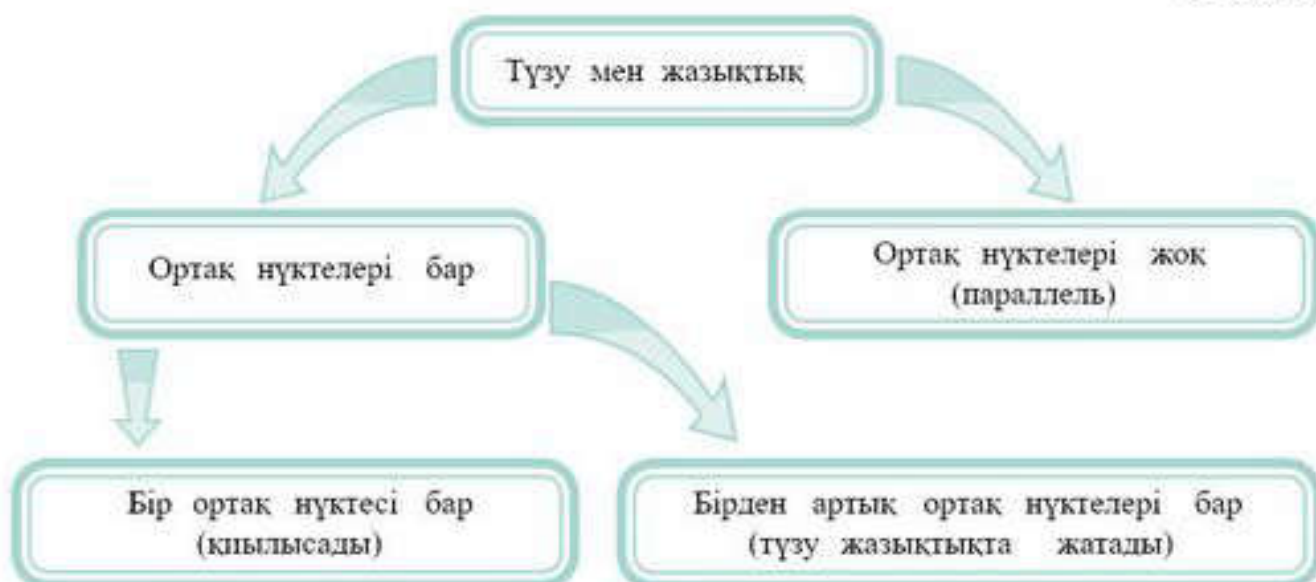 Түзу мен жазықтық
Ортақ нүктелері бар
Ортақ нүктелері жоқ
(параллель)
Бір ортақ нүктесі бар
(қиылысады)
Бірден артық ортақ нүктелері бар
(түзу жазықтықта жатады)